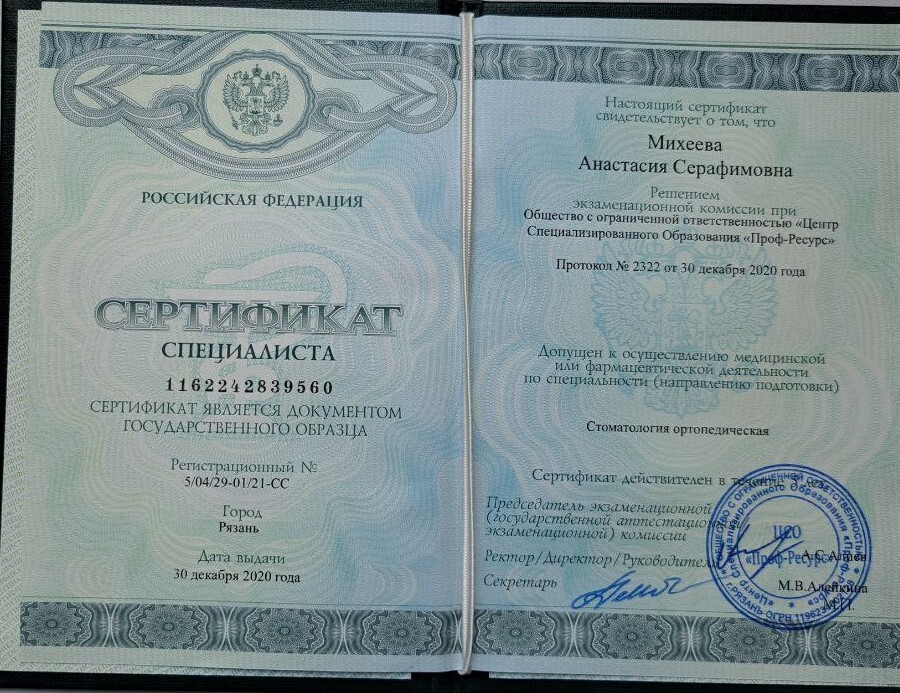 РОССИЙСКАЯ ФЕДЕРАЦИЯ
СЕРТИФИКАТ
СПЕЦИАЛИСТА
1162242839560
СЕРТИФИКАТ ЯВЛЯЕТСЯ ДОКУМЕНТОМ
ГОСУДАРСТВЕННОГО ОБРАЗЦА
Регистрационный №
5/04/29-01/21-СС
Город
Рязань
Дата выдачи
30 декабря 2020 года
Настоящий сертификат
свидетельствует о том, что
Михеева
Анастасия Серафимовна
Решением
экзаменационной комиссии при
Общество с ограниченной ответственностью «Центр
Специализированного Образования «Проф-Ресурс»
Протокол № 2322 от 30 декабря 2020 года
Допущен к осуществлению медицинской
или фармацевтической деятельности
по специальности (направлению подготовки)
Стоматология ортопедическая
Сертификат действителен в течение
Председатель экзаменационной
(государственной аттестационной
экзаменационной) комиссии
Ректор/Директор/Руководитель
Секретарь
М.В.Алейкина
ЦСО
«Проф-Ресурс»